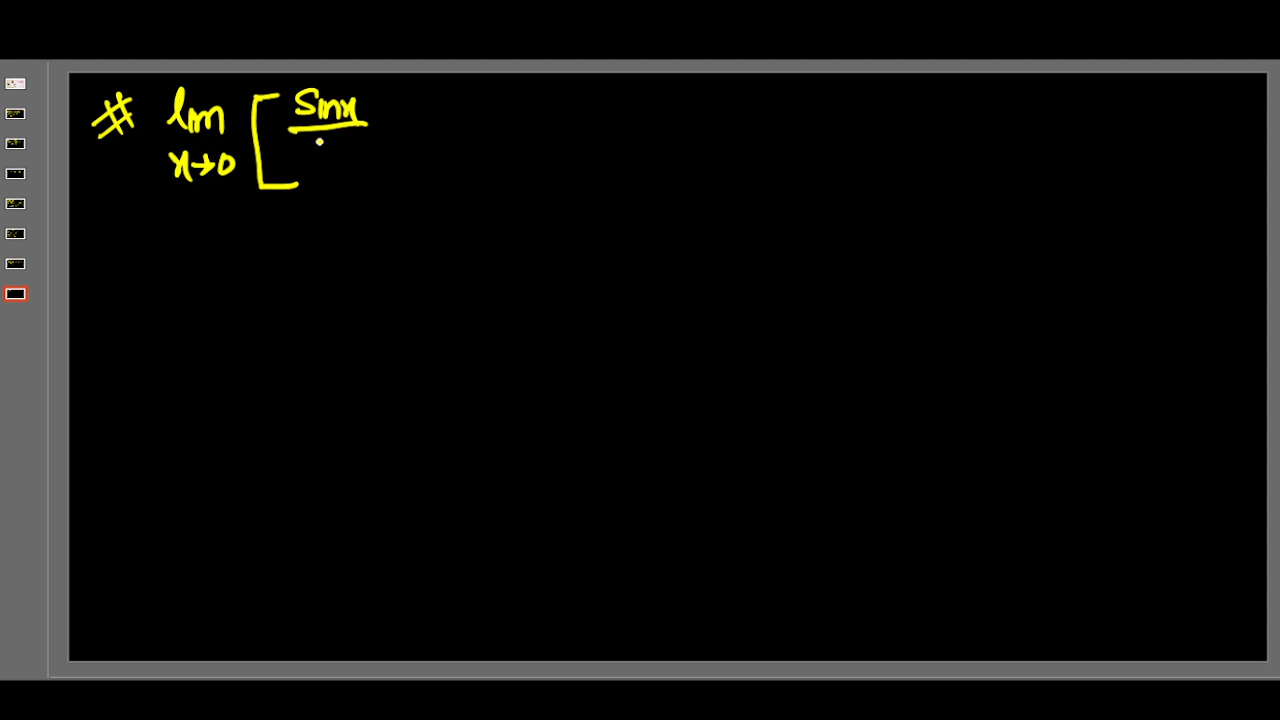 # lim [ sinx /
x→0